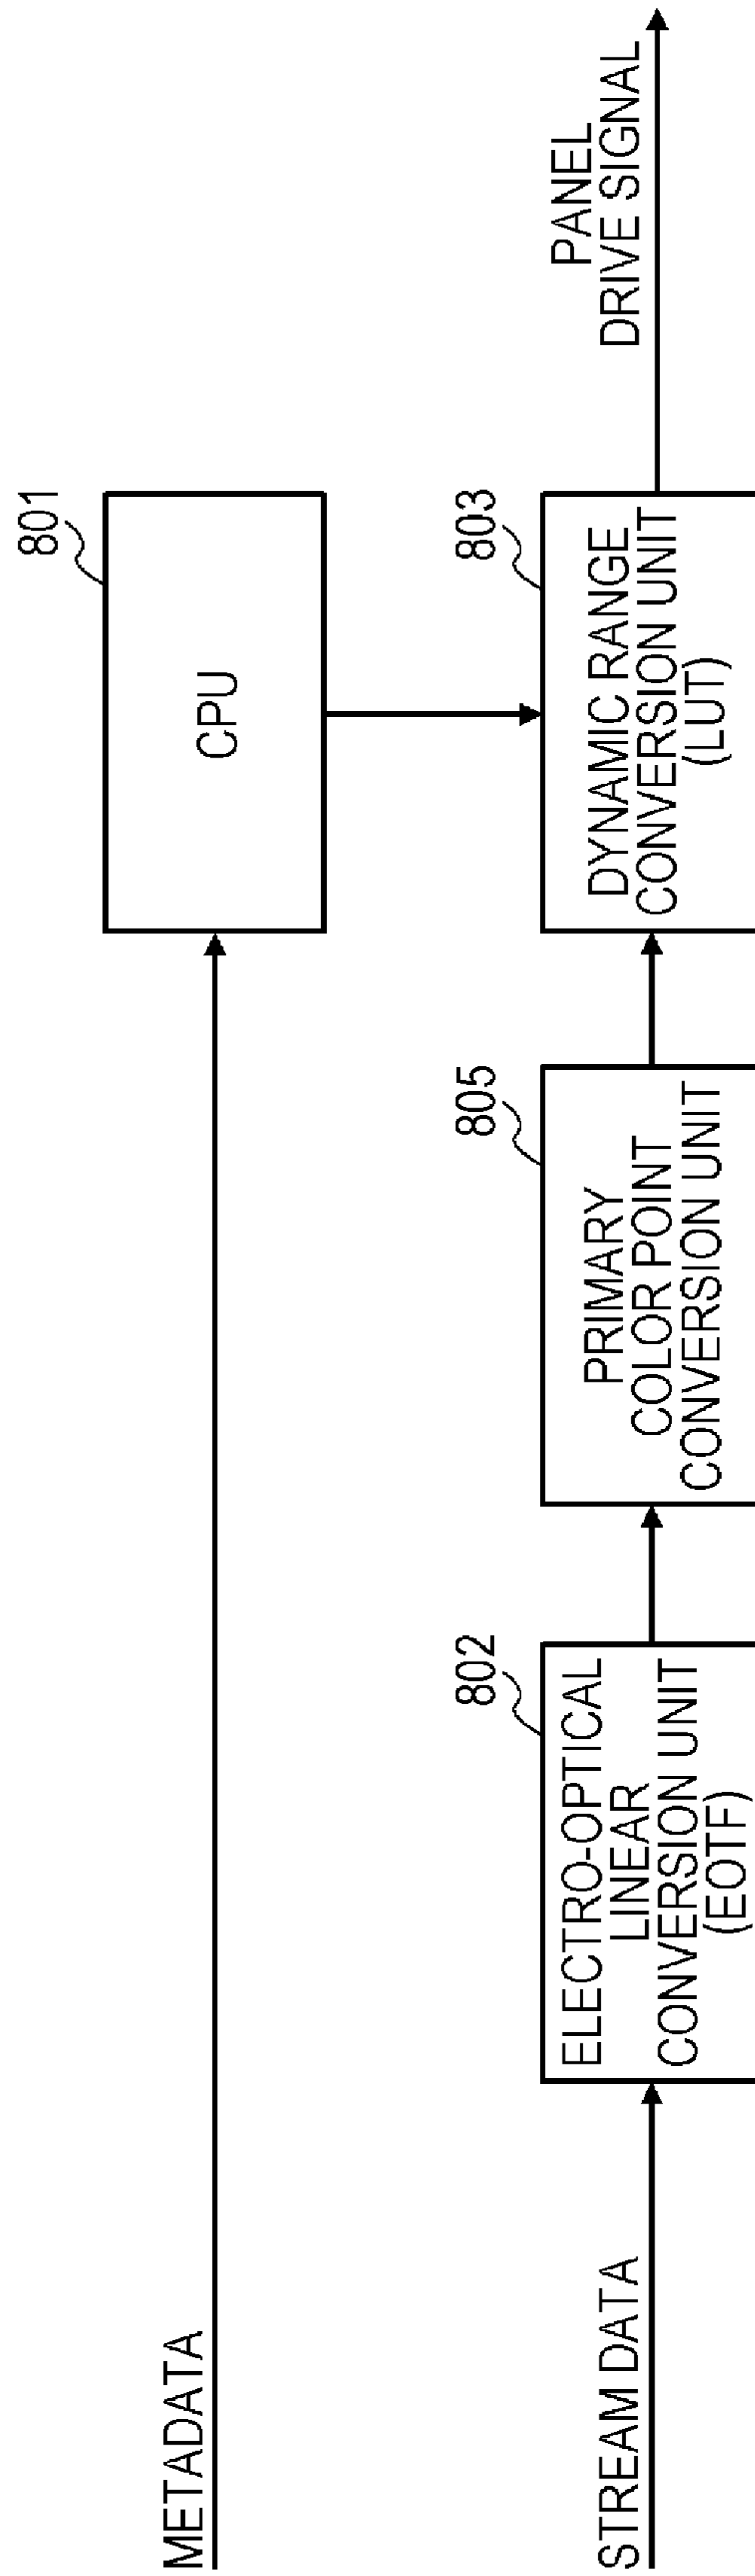 METADATA
801
CPU
STREAM DATA
802
ELECTRO-OPTICAL
LINEAR
CONVERSION UNIT
(EOTF)
805
PRIMARY
COLOR POINT
CONVERSION UNIT
803
DYNAMIC RANGE
CONVERSION UNIT
(LUT)
PANEL
DRIVE SIGNAL